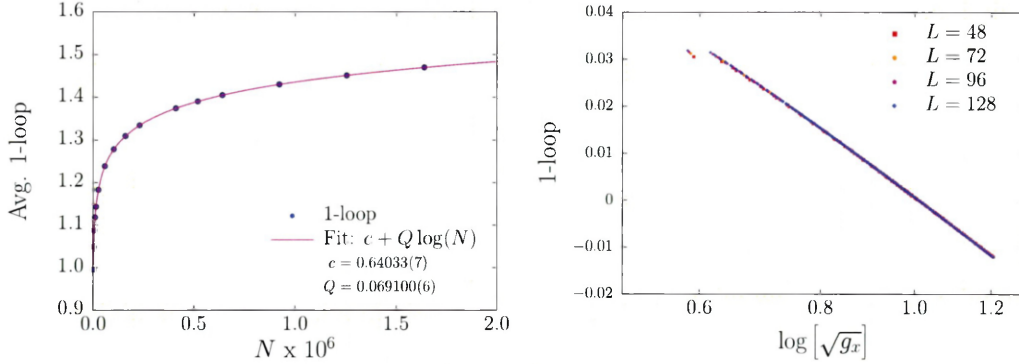 1.6
1.5
1.4
1.3
1.2
1.1
1.0
0.9
Avg. 1-loop
1-loop
Fit: c + Q log(N)
c = 0.64033(7)
Q = 0.069100(6)
0.0
0.5
1.0
1.5
2.0
N x 10^6
0.04
0.03
0.02
0.01
0
−0.01
−0.02
1-loop
L = 48
L = 72
L = 96
L = 128
0.6
0.8
1.0
1.2
log [√g_x]